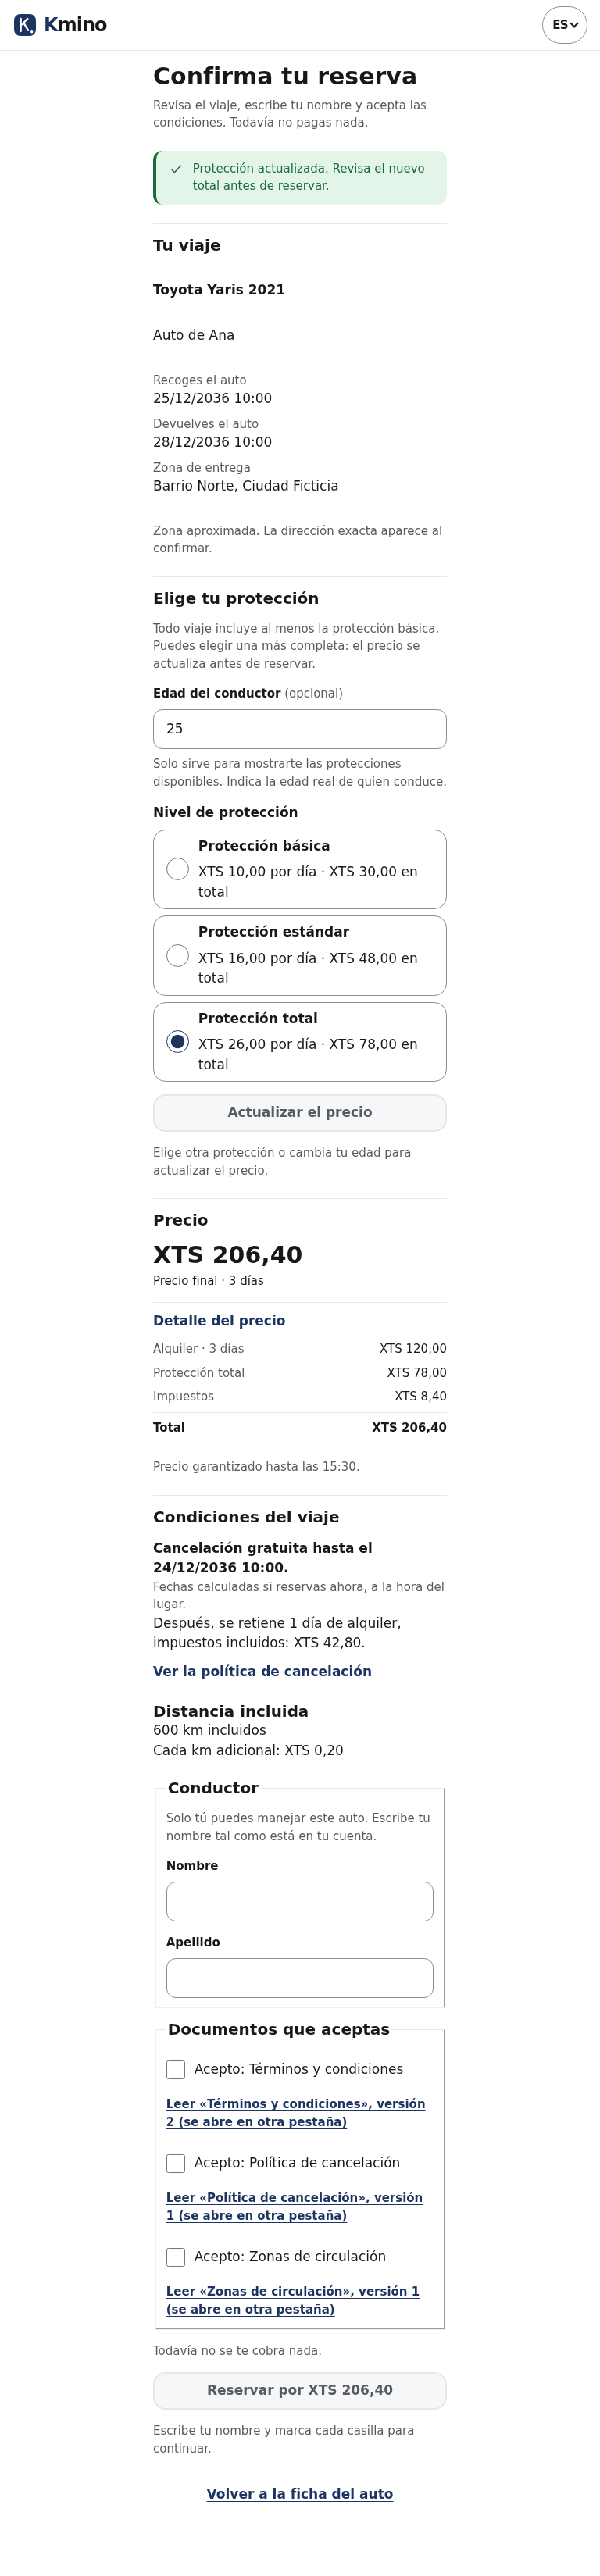 Kmino
ES
Confirma tu reserva
Revisa el viaje, escribe tu nombre y acepta las
condiciones. Todavía no pagas nada.
Protección actualizada. Revisa el nuevo
total antes de reservar.
Tu viaje
Toyota Yaris 2021
Auto de Ana
Recoges el auto
25/12/2036 10:00
Devuelves el auto
28/12/2036 10:00
Zona de entrega
Barrio Norte, Ciudad Ficticia
Zona aproximada. La dirección exacta aparece al
confirmar.
Elige tu protección
Todo viaje incluye al menos la protección básica.
Puedes elegir una más completa: el precio se
actualiza antes de reservar.
Edad del conductor (opcional)
25
Solo sirve para mostrarte las protecciones
disponibles. Indica la edad real de quien conduce.
Nivel de protección
Protección básica
XTS 10,00 por día · XTS 30,00 en
total
Protección estándar
XTS 16,00 por día · XTS 48,00 en
total
Protección total
XTS 26,00 por día · XTS 78,00 en
total
Actualizar el precio
Elige otra protección o cambia tu edad para
actualizar el precio.
Precio
XTS 206,40
Precio final · 3 días
Detalle del precio
Alquiler · 3 días XTS 120,00
Protección total XTS 78,00
Impuestos XTS 8,40
Total XTS 206,40
Precio garantizado hasta las 15:30.
Condiciones del viaje
Cancelación gratuita hasta el
24/12/2036 10:00.
Fechas calculadas si reservas ahora, a la hora del
lugar.
Después, se retiene 1 día de alquiler,
impuestos incluidos: XTS 42,80.
Ver la política de cancelación
Distancia incluida
600 km incluidos
Cada km adicional: XTS 0,20
Conductor
Solo tú puedes manejar este auto. Escribe tu
nombre tal como está en tu cuenta.
Nombre
Apellido
Documentos que aceptas
Acepto: Términos y condiciones
Leer «Términos y condiciones», versión
2 (se abre en otra pestaña)
Acepto: Política de cancelación
Leer «Política de cancelación», versión
1 (se abre en otra pestaña)
Acepto: Zonas de circulación
Leer «Zonas de circulación», versión 1
(se abre en otra pestaña)
Todavía no se te cobra nada.
Reservar por XTS 206,40
Escribe tu nombre y marca cada casilla para
continuar.
Volver a la ficha del auto